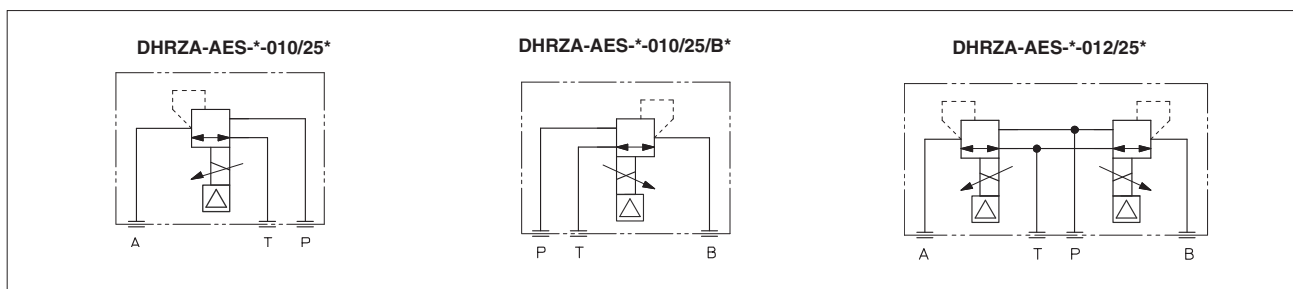 DHRZA-AES-*-010/25*
DHRZA-AES-*-010/25/B*
DHRZA-AES-*-012/25*
A T P
P T B
A T P B